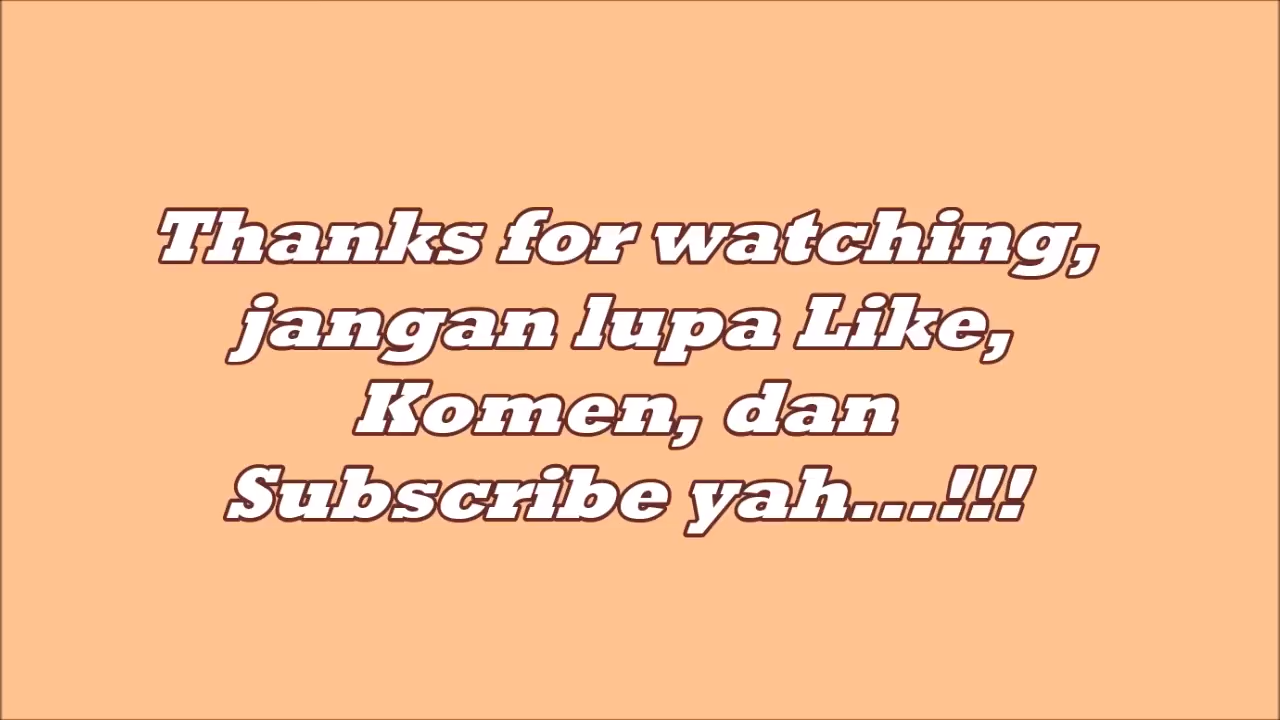 Thanks for watching,
jangan lupa Like,
Komen, dan
Subscribe yah...!!!